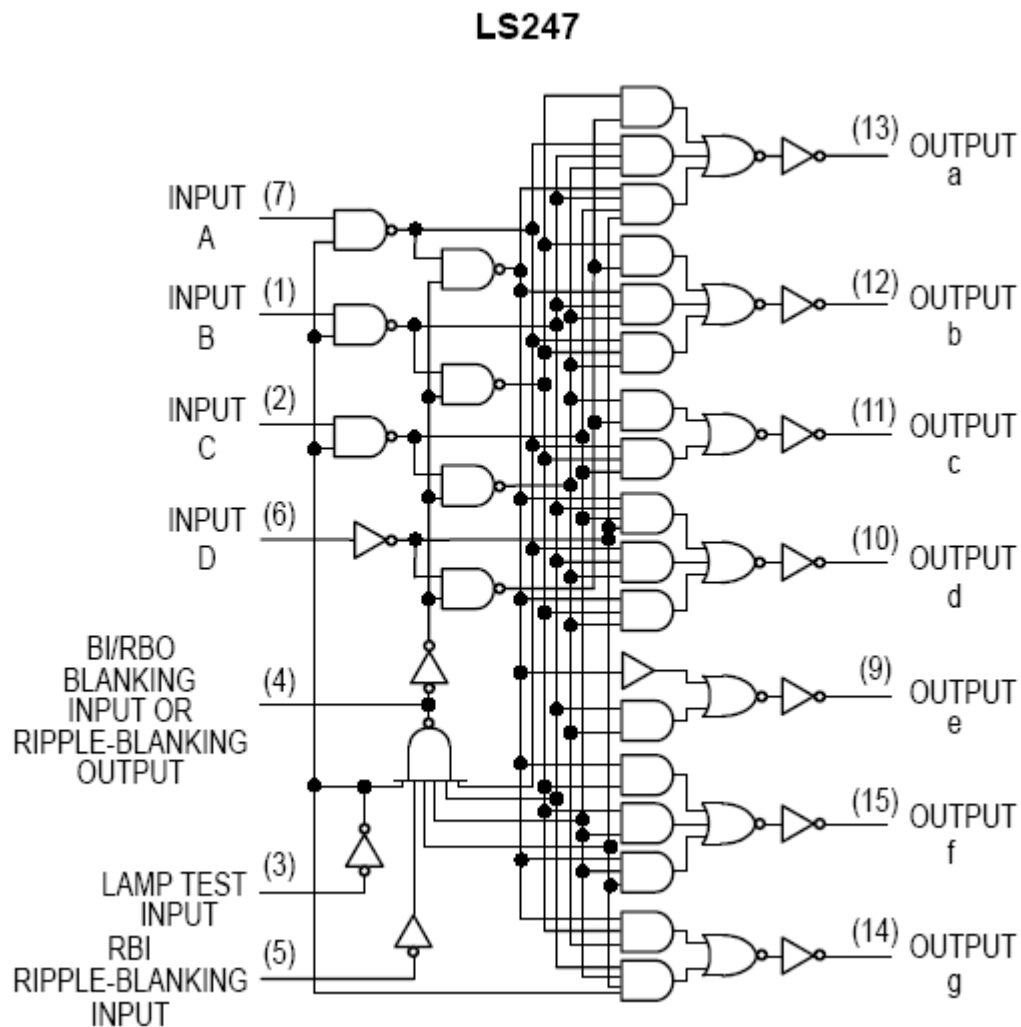 LS247
INPUT
A
(7)
INPUT
B
(1)
INPUT
C
(2)
INPUT
D
(6)
BI/RBO
BLANKING
INPUT OR
RIPPLE-BLANKING
OUTPUT
(4)
LAMP TEST
INPUT
(3)
RBI
RIPPLE-BLANKING
INPUT
(5)
(13)
OUTPUT
a
(12)
OUTPUT
b
(11)
OUTPUT
c
(10)
OUTPUT
d
(9)
OUTPUT
e
(15)
OUTPUT
f
(14)
OUTPUT
g